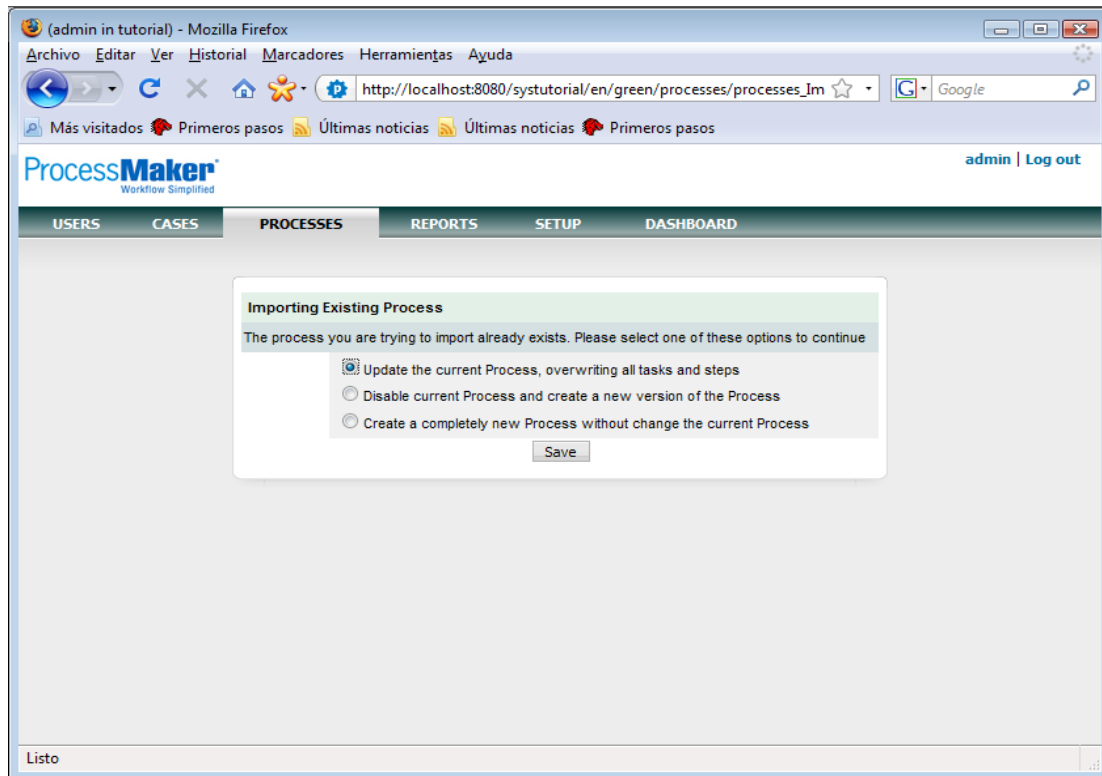 (admin in tutorial) - Mozilla Firefox
Archivo Editar Ver Historial Marcadores Herramientas Ayuda
http://localhost:8080/systutorial/en/green/processes/processes_Im
G Google
Más visitados Primeros pasos Últimas noticias Últimas noticias Primeros pasos
ProcessMaker
Workflow Simplified
admin | Log out
USERS CASES PROCESSES REPORTS SETUP DASHBOARD
Importing Existing Process
The process you are trying to import already exists. Please select one of these options to continue
Update the current Process, overwriting all tasks and steps
Disable current Process and create a new version of the Process
Create a completely new Process without change the current Process
Save
Listo